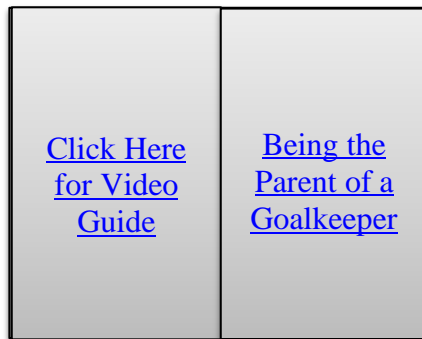 Click Here
for Video
Guide
Being the
Parent of a
Goalkeeper